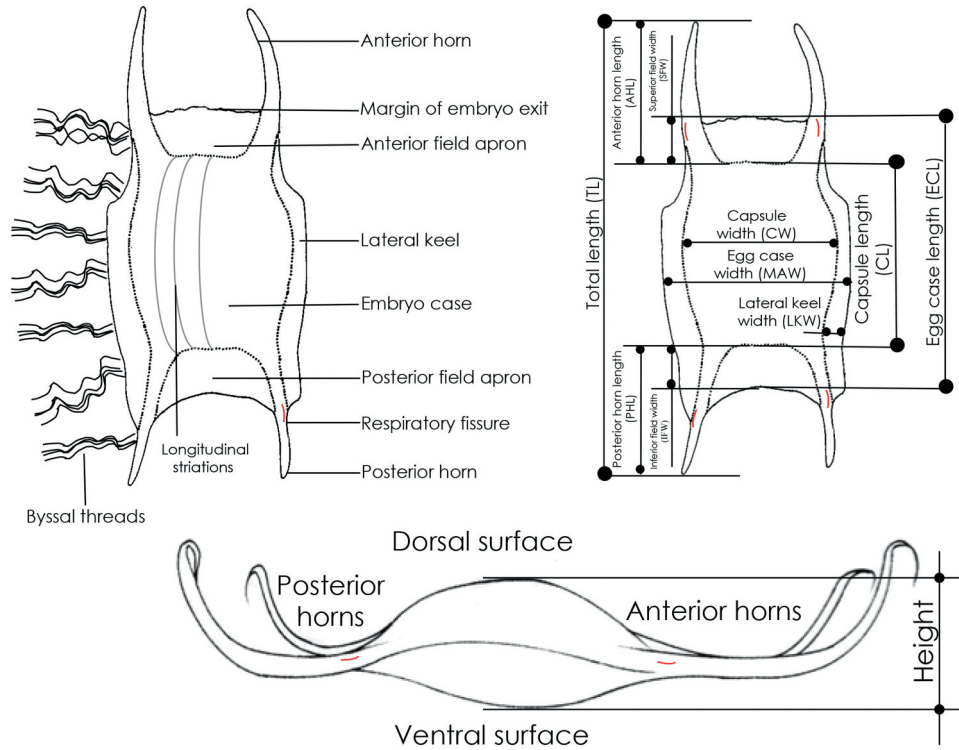 Anterior horn
Margin of embryo exit
Anterior field apron
Lateral keel
Embryo case
Posterior field apron
Respiratory fissure
Longitudinal
striations
Posterior horn
Byssal threads
Total length (TL)
Anterior horn length
(AHL)
Superior field width
(SFW)
Capsule
width (CW)
Egg case
width (MAW)
Lateral keel
width (LKW)
Capsule length
(CL)
Egg case length (ECL)
Posterior horn length
(PHL)
Inferior field width
(IFW)
Dorsal surface
Posterior
horns
Anterior horns
Height
Ventral surface